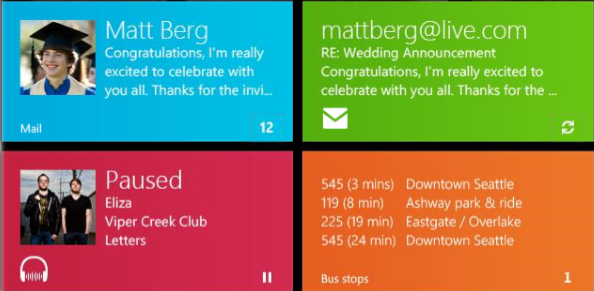 Matt Berg
Congratulations, I'm really
excited to celebrate with
you all. Thanks for the invi...
Mail
12
mattberg@live.com
RE: Wedding Announcement
Congratulations, I'm really excited to
celebrate with you all. Thanks for the ...
Paused
Eliza
Viper Creek Club
Letters
545 (3 mins) Downtown Seattle
119 (8 min) Ashway park & ride
225 (19 min) Eastgate / Overlake
545 (24 min) Downtown Seattle
Bus stops
1